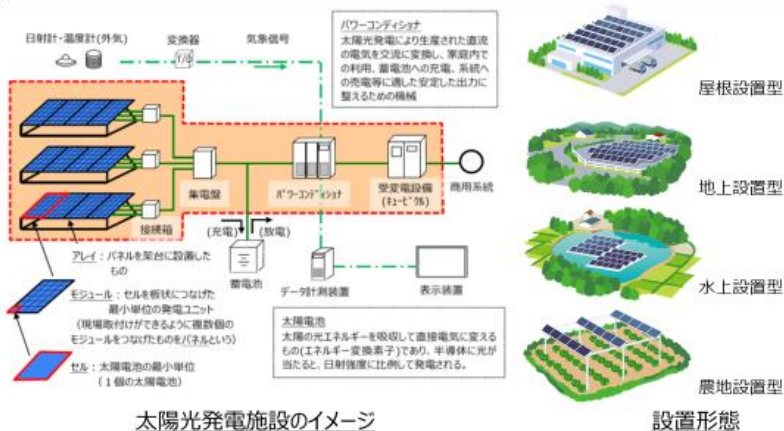 日射計・温度計(外気)
変換器
気象信号
T/D
パワーコンディショナ
太陽光発電により生産された直流
の電気を交流に変換し、家庭内で
の利用、蓄電池への充電、系統へ
の売電等に適した安定した出力に
整えるための機械
集電盤
パワーコンディショナ
受変電設備
(キュービクル)
商用系統
接続箱
(充電)
(放電)
蓄電池
データ計測装置
表示装置
アレイ：パネルを架台に設置した
もの
モジュール：セルを板状につなげた
最小単位の発電ユニット
(現場取付けができるように複数個の
モジュールをつなげたものをパネルという)
セル：太陽電池の最小単位
(１個の太陽電池)
太陽電池
太陽の光エネルギーを吸収して直接電気に変える
もの(エネルギー変換素子)であり、半導体に光が
当たると、日射強度に比例して発電される。
太陽光発電施設のイメージ
屋根設置型
地上設置型
水上設置型
農地設置型
設置形態